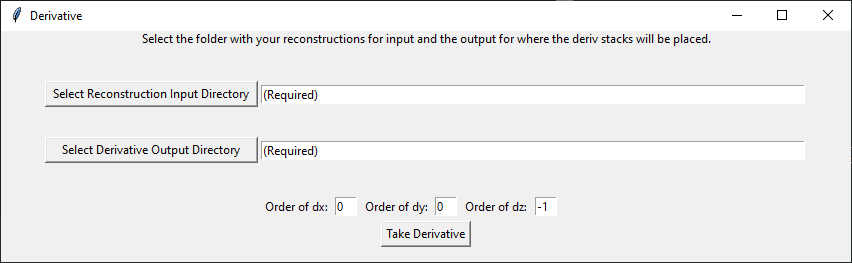 Derivative
Select the folder with your reconstructions for input and the output for where the deriv stacks will be placed.
Select Reconstruction Input Directory (Required)
Select Derivative Output Directory (Required)
Order of dx: 0 Order of dy: 0 Order of dz: -1
Take Derivative